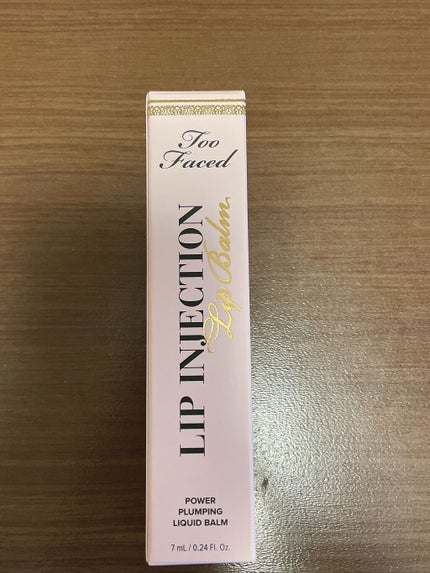 Too
Faced
LIP INJECTION
Lip Balm
POWER
PLUMPING
LIQUID BALM
7 mL / 0.24 Fl. Oz.